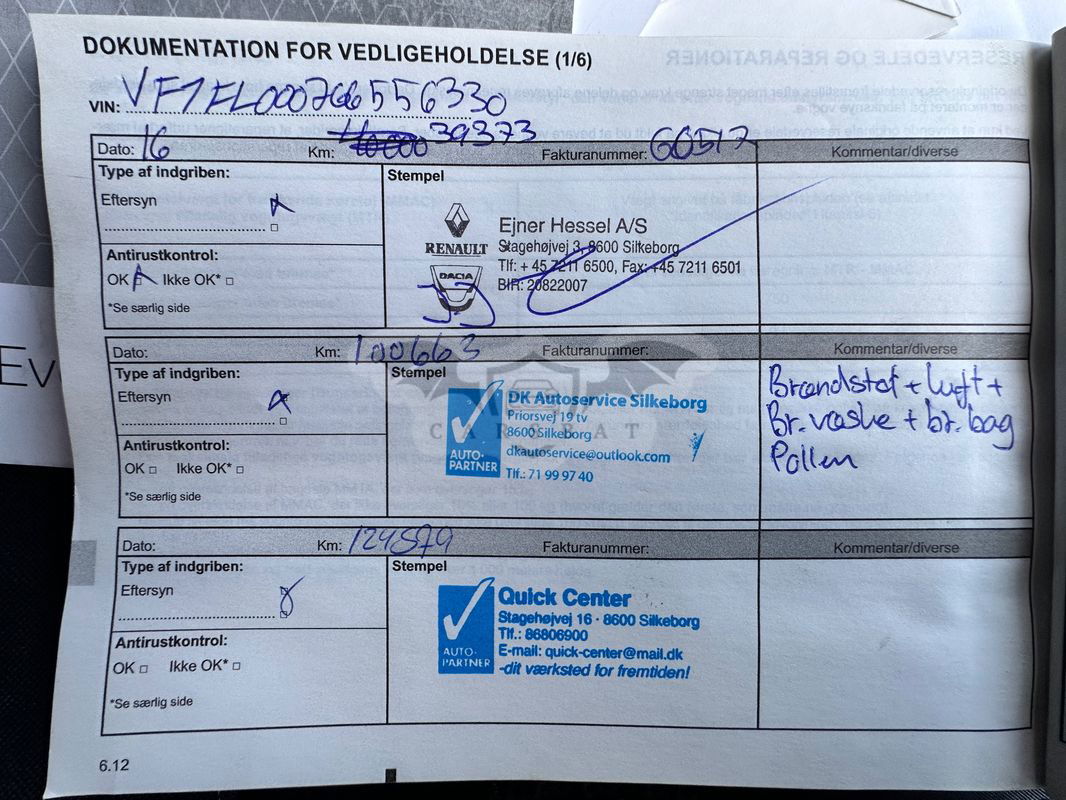 DOKUMENTATION FOR VEDLIGEHOLDELSE (1/6)
VIN: VF1FL000766556330
Dato: 16 Km: 39373 Fakturanummer: 60517 Kommentar/diverse
Type af indgriben: Stempel
Eftersyn
Antirustkontrol:
OK Ikke OK*
*Se særlig side
RENAULT
DACIA
Ejner Hessel A/S
Stagehøjvej 3, 8600 Silkeborg
Tlf: + 45 7211 6500, Fax: +45 7211 6501
BIR: 20822007
Dato: Km: 100663 Fakturanummer: Kommentar/diverse
Type af indgriben: Stempel
Eftersyn
Antirustkontrol:
OK Ikke OK*
*Se særlig side
AUTO-
PARTNER
DK Autoservice Silkeborg
Priorsvej 19 tv
8600 Silkeborg
dkautoservice@outlook.com
Tlf.: 71 99 97 40
CARSBAT
Brændstof + luft +
Br. væske + br. bag
Pollen
Dato: Km: 124579 Fakturanummer: Kommentar/diverse
Type af indgriben: Stempel
Eftersyn
Antirustkontrol:
OK Ikke OK*
*Se særlig side
AUTO-
PARTNER
Quick Center
Stagehøjvej 16 · 8600 Silkeborg
Tlf.: 86806900
E-mail: quick-center@mail.dk
-dit værksted for fremtiden!
6.12
RESERVEDELE OG REPARATIONER
Ev